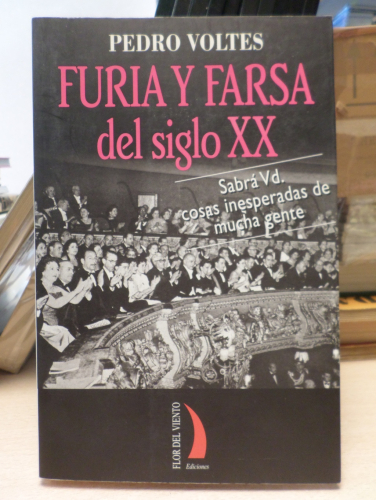 PEDRO VOLTES
FURIA Y FARSA
del siglo XX
Sabrá Vd.
cosas inesperadas de
mucha gente
FLOR DEL VIENTO
Ediciones